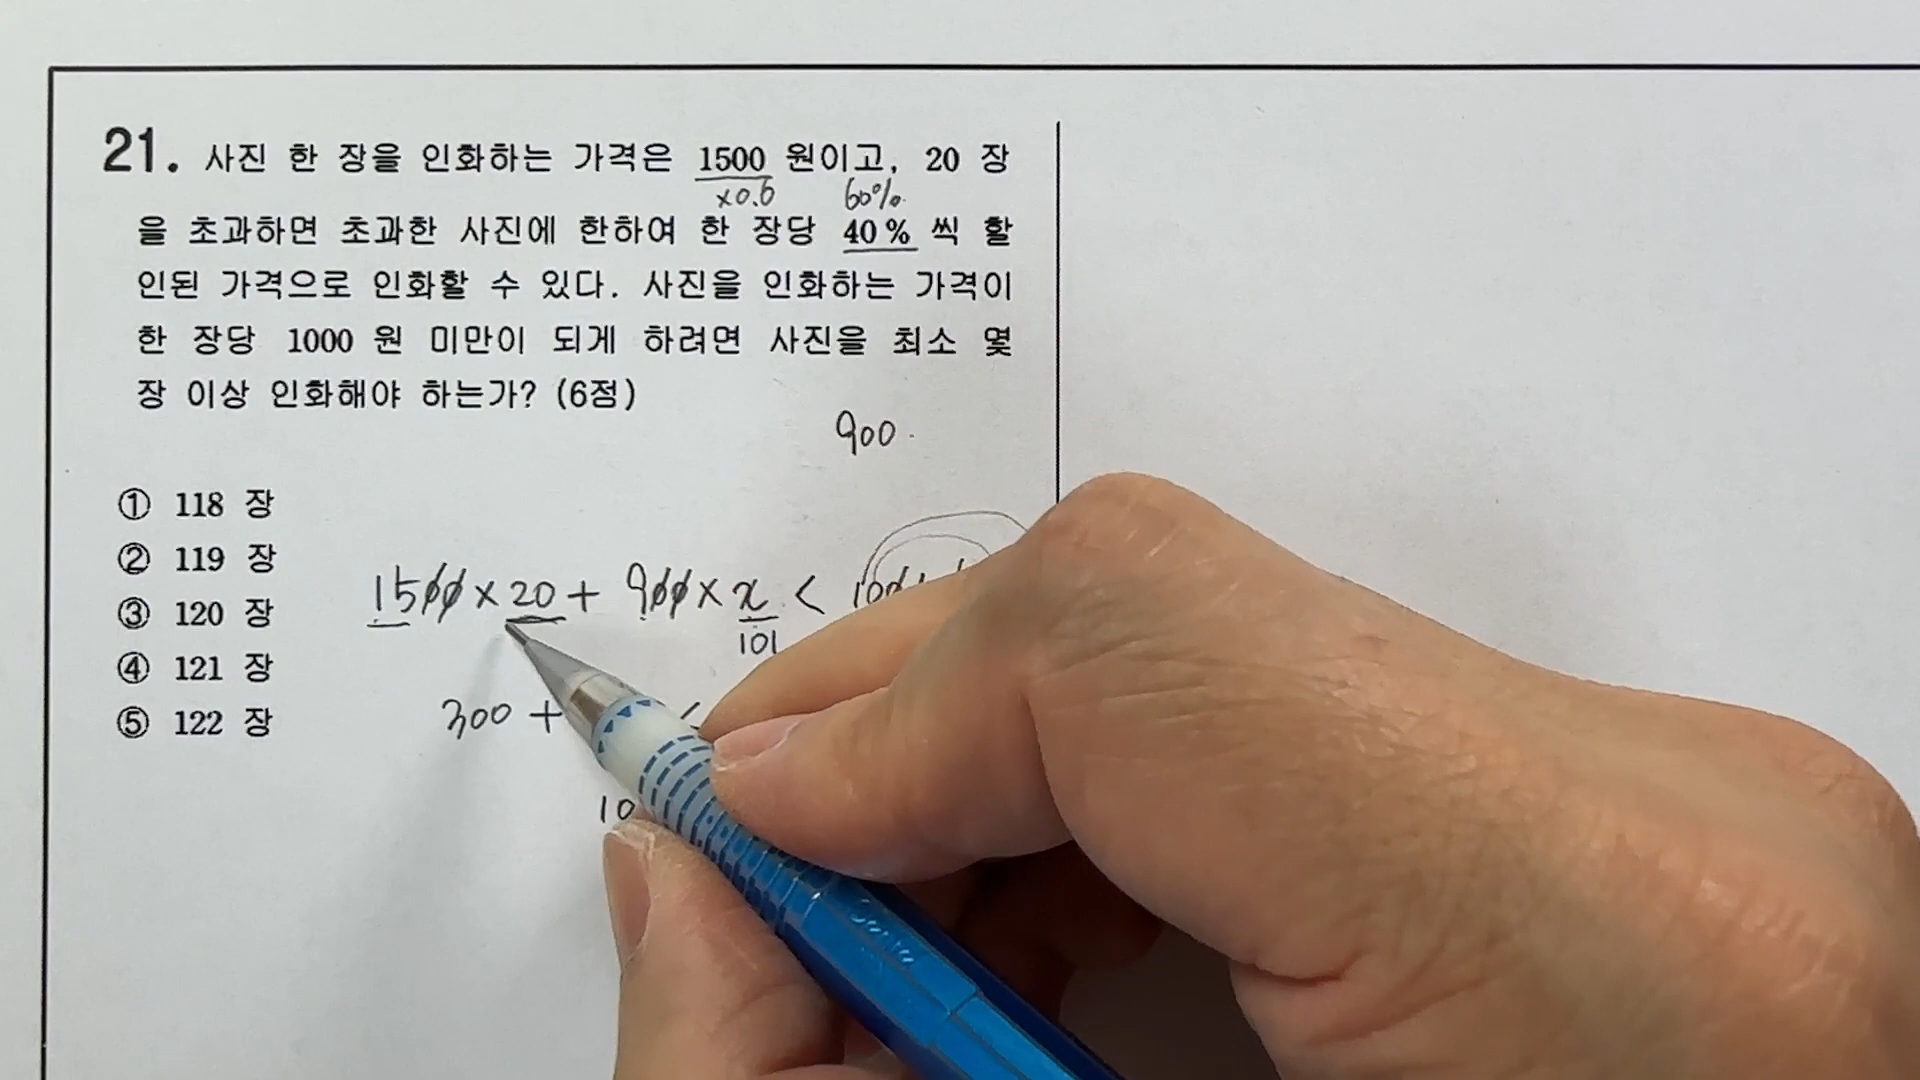 21. 사진 한 장을 인화하는 가격은 1500 원이고, 20 장
×0.6 60%
을 초과하면 초과한 사진에 한하여 한 장당 40 % 씩 할
인된 가격으로 인화할 수 있다. 사진을 인화하는 가격이
한 장당 1000 원 미만이 되게 하려면 사진을 최소 몇
장 이상 인화해야 하는가? (6점)
900
① 118 장
② 119 장
③ 120 장
④ 121 장
⑤ 122 장
1500×20+ 900×x <
101
300 + <
10